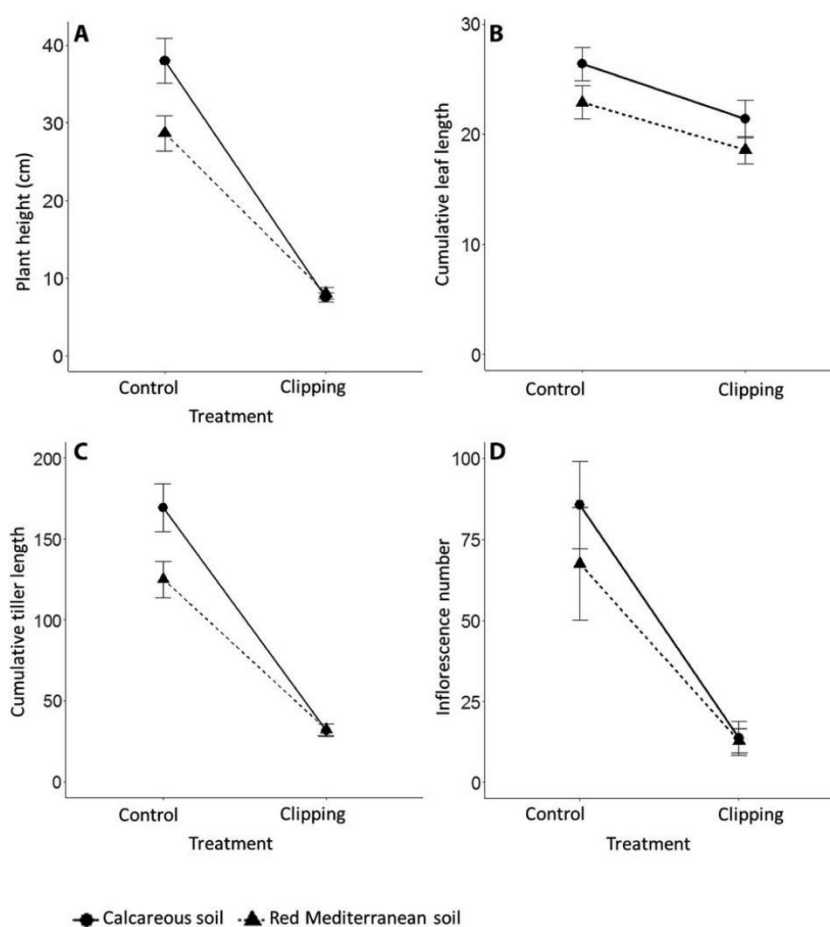 A
Plant height (cm)
40
30
20
10
0
Control Clipping
Treatment
B
Cumulative leaf length
30
20
10
0
Control Clipping
C
Cumulative tiller length
200
150
100
50
0
Control Clipping
Treatment
D
Inflorescence number
100
75
50
25
0
Control Clipping
Treatment
Calcareous soil Red Mediterranean soil